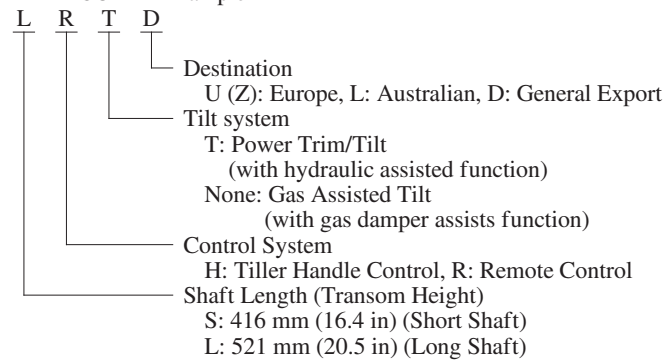 L R T D
Destination
U (Z): Europe, L: Australian, D: General Export
Tilt system
T: Power Trim/Tilt
(with hydraulic assisted function)
None: Gas Assisted Tilt
(with gas damper assists function)
Control System
H: Tiller Handle Control, R: Remote Control
Shaft Length (Transom Height)
S: 416 mm (16.4 in) (Short Shaft)
L: 521 mm (20.5 in) (Long Shaft)